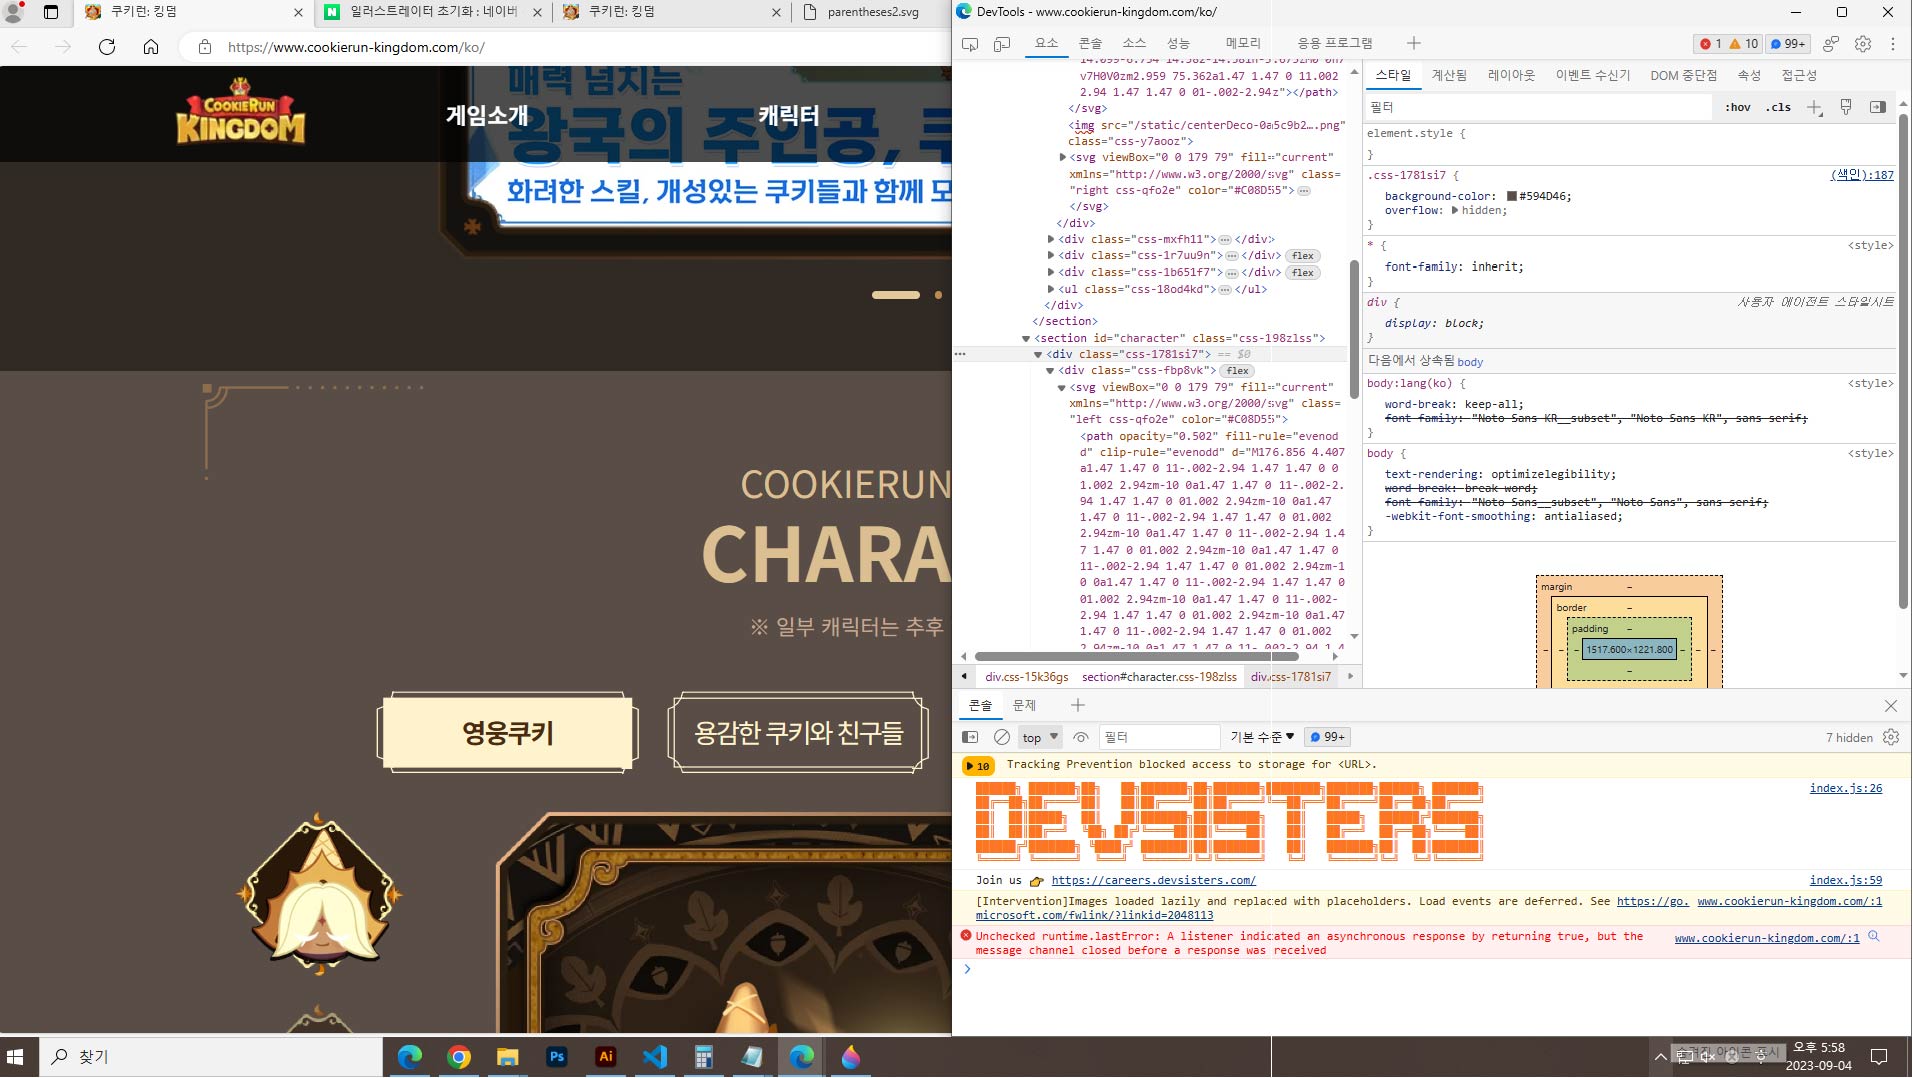 쿠키런: 킹덤
일러스트레이터 초기화 : 네이버
쿠키런: 킹덤
parentheses2.svg
https://www.cookierun-kingdom.com/ko/
COOKIERUN
KINGDOM
게임소개
캐릭터
매력 넘치는
왕국의 주인공,
화려한 스킬, 개성있는 쿠키들과 함께 모
COOKIERUN
CHARA
※ 일부 캐릭터는 추후
영웅쿠키
용감한 쿠키와 친구들
DevTools - www.cookierun-kingdom.com/ko/
요소
콘솔
소스
성능
메모리
응용 프로그램
1
10
99+
v7H0V0zm2.959 75.362a1.47 1.47 0 11.002
2.94 1.47 1.47 0 01-.002-2.94z"></path>
</svg>
<img src="/static/centerDeco-0a5c9b2….png"
class="css-y7aooz">
<svg viewBox="0 0 179 79" fill="current"
xmlns="http://www.w3.org/2000/svg" class=
"right css-qfo2e" color="#C08D55">
</svg>
</div>
<div class="css-mxfh11"> … </div>
<div class="css-1r7uu9n"> … </div> flex
<div class="css-1b651f7"> … </div> flex
<ul class="css-18od4kd"> … </ul>
</div>
</section>
<section id="character" class="css-198zlss">
<div class="css-1781si7"> == $0
<div class="css-fbp8vk"> flex
<svg viewBox="0 0 179 79" fill="current"
xmlns="http://www.w3.org/2000/svg" class=
"left css-qfo2e" color="#C08D55">
<path opacity="0.502" fill-rule="evenod
d" clip-rule="evenodd" d="M176.856 4.407
a1.47 1.47 0 11-.002-2.94 1.47 1.47 0 0
1.002 2.94zm-10 0a1.47 1.47 0 11-.002-2.
94 1.47 1.47 0 01.002 2.94zm-10 0a1.47
1.47 0 11-.002-2.94 1.47 1.47 0 01.002
2.94zm-10 0a1.47 1.47 0 11-.002-2.94 1.4
7 1.47 0 01.002 2.94zm-10 0a1.47 1.47 0
11-.002-2.94 1.47 1.47 0 01.002 2.94zm-1
0 0a1.47 1.47 0 11-.002-2.94 1.47 1.47 0
01.002 2.94zm-10 0a1.47 1.47 0 11-.002-
2.94 1.47 1.47 0 01.002 2.94zm-10 0a1.47
1.47 0 11-.002-2.94 1.47 1.47 0 01.002
div.css-15k36gs
section#character.css-198zlss
div.css-1781si7
스타일
계산됨
레이아웃
이벤트 수신기
DOM 중단점
속성
접근성
필터
:hov
.cls
element.style {
}
.css-1781si7 {
(색인):187
background-color: #594D46;
overflow: hidden;
}
* {
<style>
font-family: inherit;
}
div {
사용자 에이전트 스타일시트
display: block;
}
다음에서 상속됨 body
body:lang(ko) {
<style>
word-break: keep-all;
font-family: "Noto Sans KR__subset", "Noto Sans KR", sans-serif;
}
body {
<style>
text-rendering: optimizelegibility;
word-break: break-word;
font-family: "Noto Sans__subset", "Noto Sans", sans-serif;
-webkit-font-smoothing: antialiased;
}
margin
–
border
–
padding
–
1517.600×1221.800
콘솔
문제
top
필터
기본 수준
99+
7 hidden
10
Tracking Prevention blocked access to storage for <URL>.
DEVSISTERS
index.js:26
Join us 👉 https://careers.devsisters.com/
index.js:59
[Intervention]Images loaded lazily and replaced with placeholders. Load events are deferred. See https://go.
microsoft.com/fwlink/?linkid=2048113
www.cookierun-kingdom.com/:1
Unchecked runtime.lastError: A listener indicated an asynchronous response by returning true, but the
message channel closed before a response was received
www.cookierun-kingdom.com/:1
찾기
Ps
Ai
오후 5:58
2023-09-04